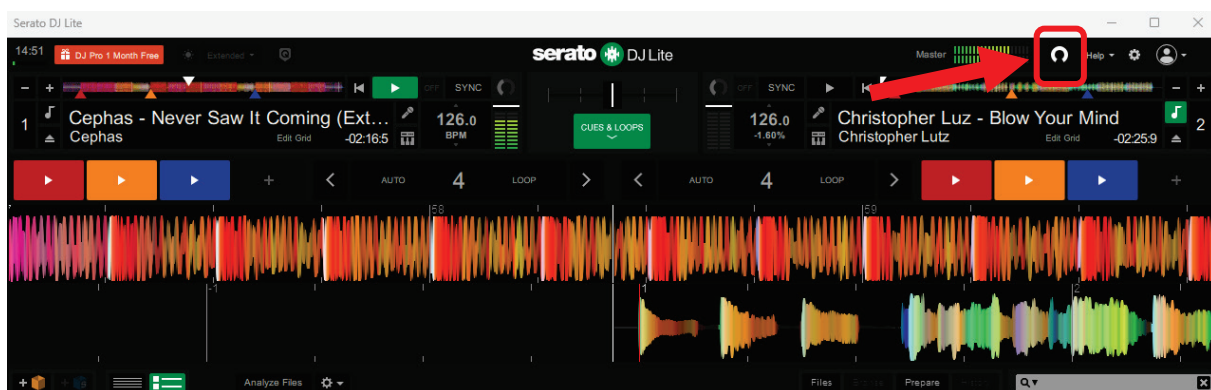 Serato DJ Lite
14:51 DJ Pro 1 Month Free Extended serato DJ Lite Master Help
- + OFF SYNC OFF SYNC - +
1 Cephas - Never Saw It Coming (Ext... 126.0 CUES & LOOPS 126.0 Christopher Luz - Blow Your Mind 2
Cephas Edit Grid -02:16:5 BPM -1.60% Christopher Lutz Edit Grid -02:25:9
+ < AUTO 4 LOOP > < AUTO 4 LOOP > +
58 59
-1 1 2
+ + Analyze Files Files Prepare